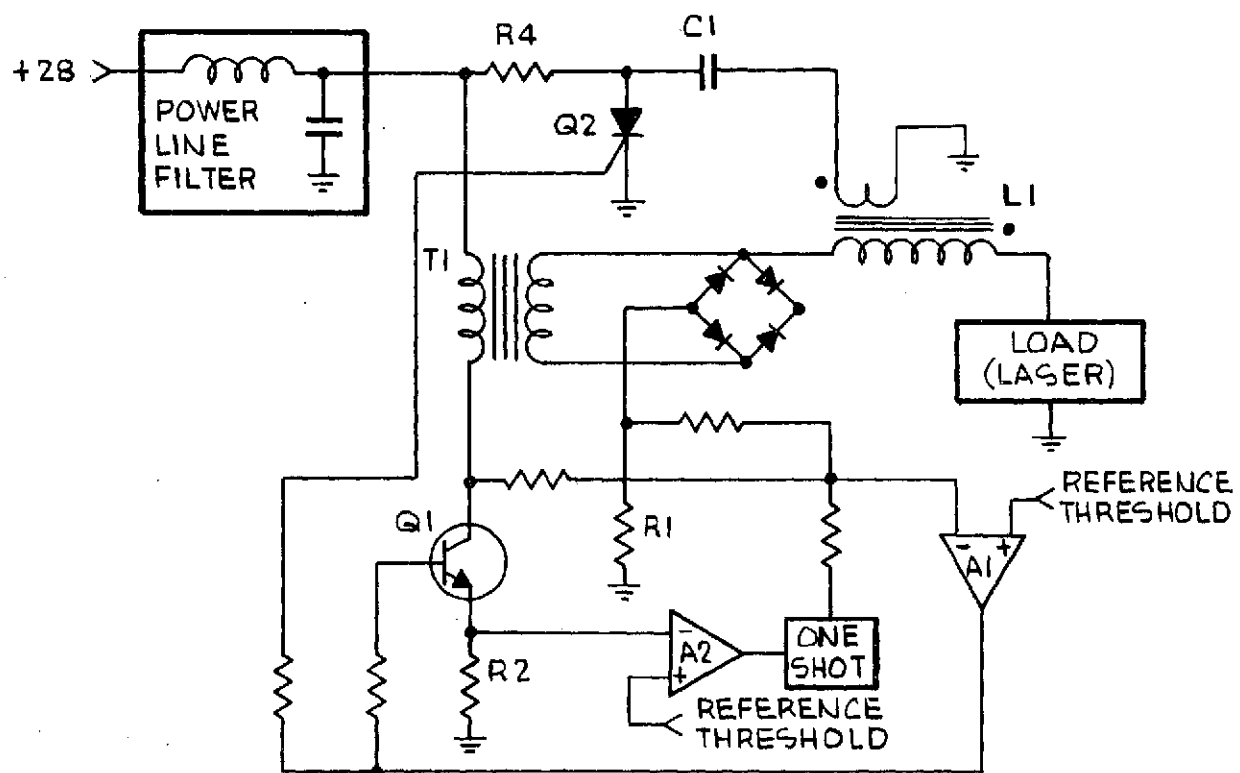 R4
C1
+28
POWER
LINE
FILTER
Q2
L1
T1
LOAD
(LASER)
REFERENCE
THRESHOLD
Q1
R1
- +
A1
R2
-
A2
+
ONE
SHOT
REFERENCE
THRESHOLD